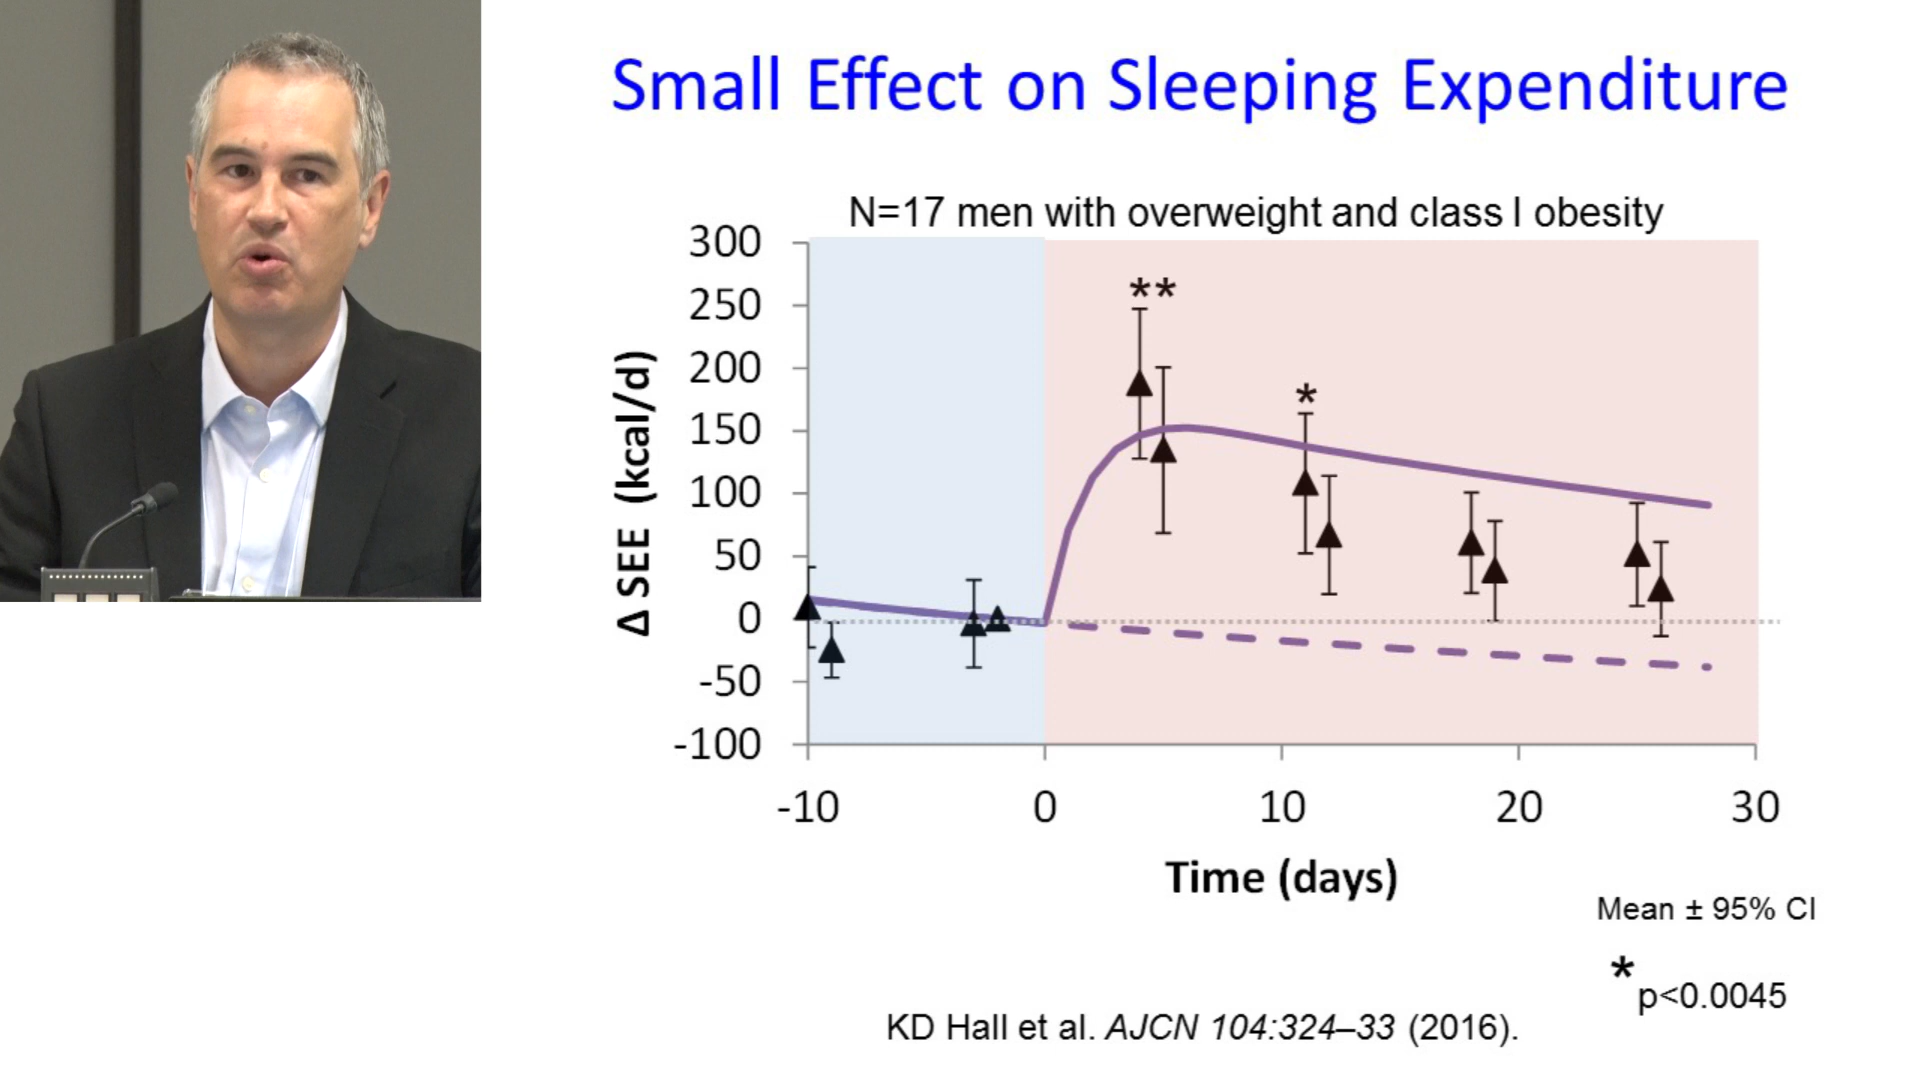 Small Effect on Sleeping Expenditure
N=17 men with overweight and class I obesity
300
250
200
150
100
50
0
-50
-100
Δ SEE (kcal/d)
**
*
-10 0 10 20 30
Time (days)
Mean ± 95% CI
* p<0.0045
KD Hall et al. AJCN 104:324–33 (2016).